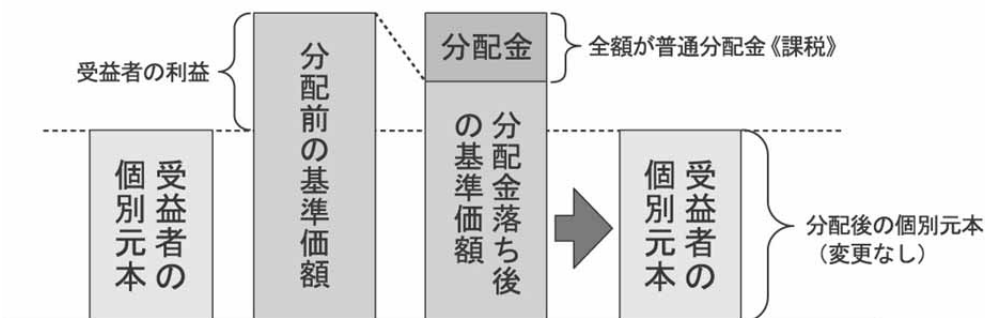 受益者の利益
受益者の
個別元本
分配前の基準価額
分配金
全額が普通分配金《課税》
分配金落ち後
の基準価額
受益者の
個別元本
分配後の個別元本
（変更なし）